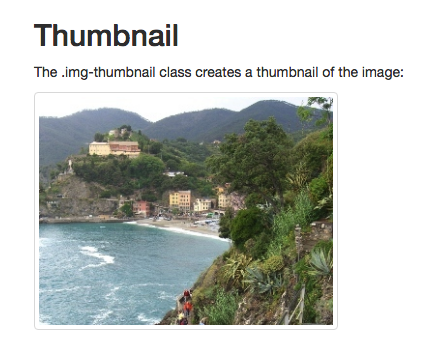 Thumbnail
The .img-thumbnail class creates a thumbnail of the image: